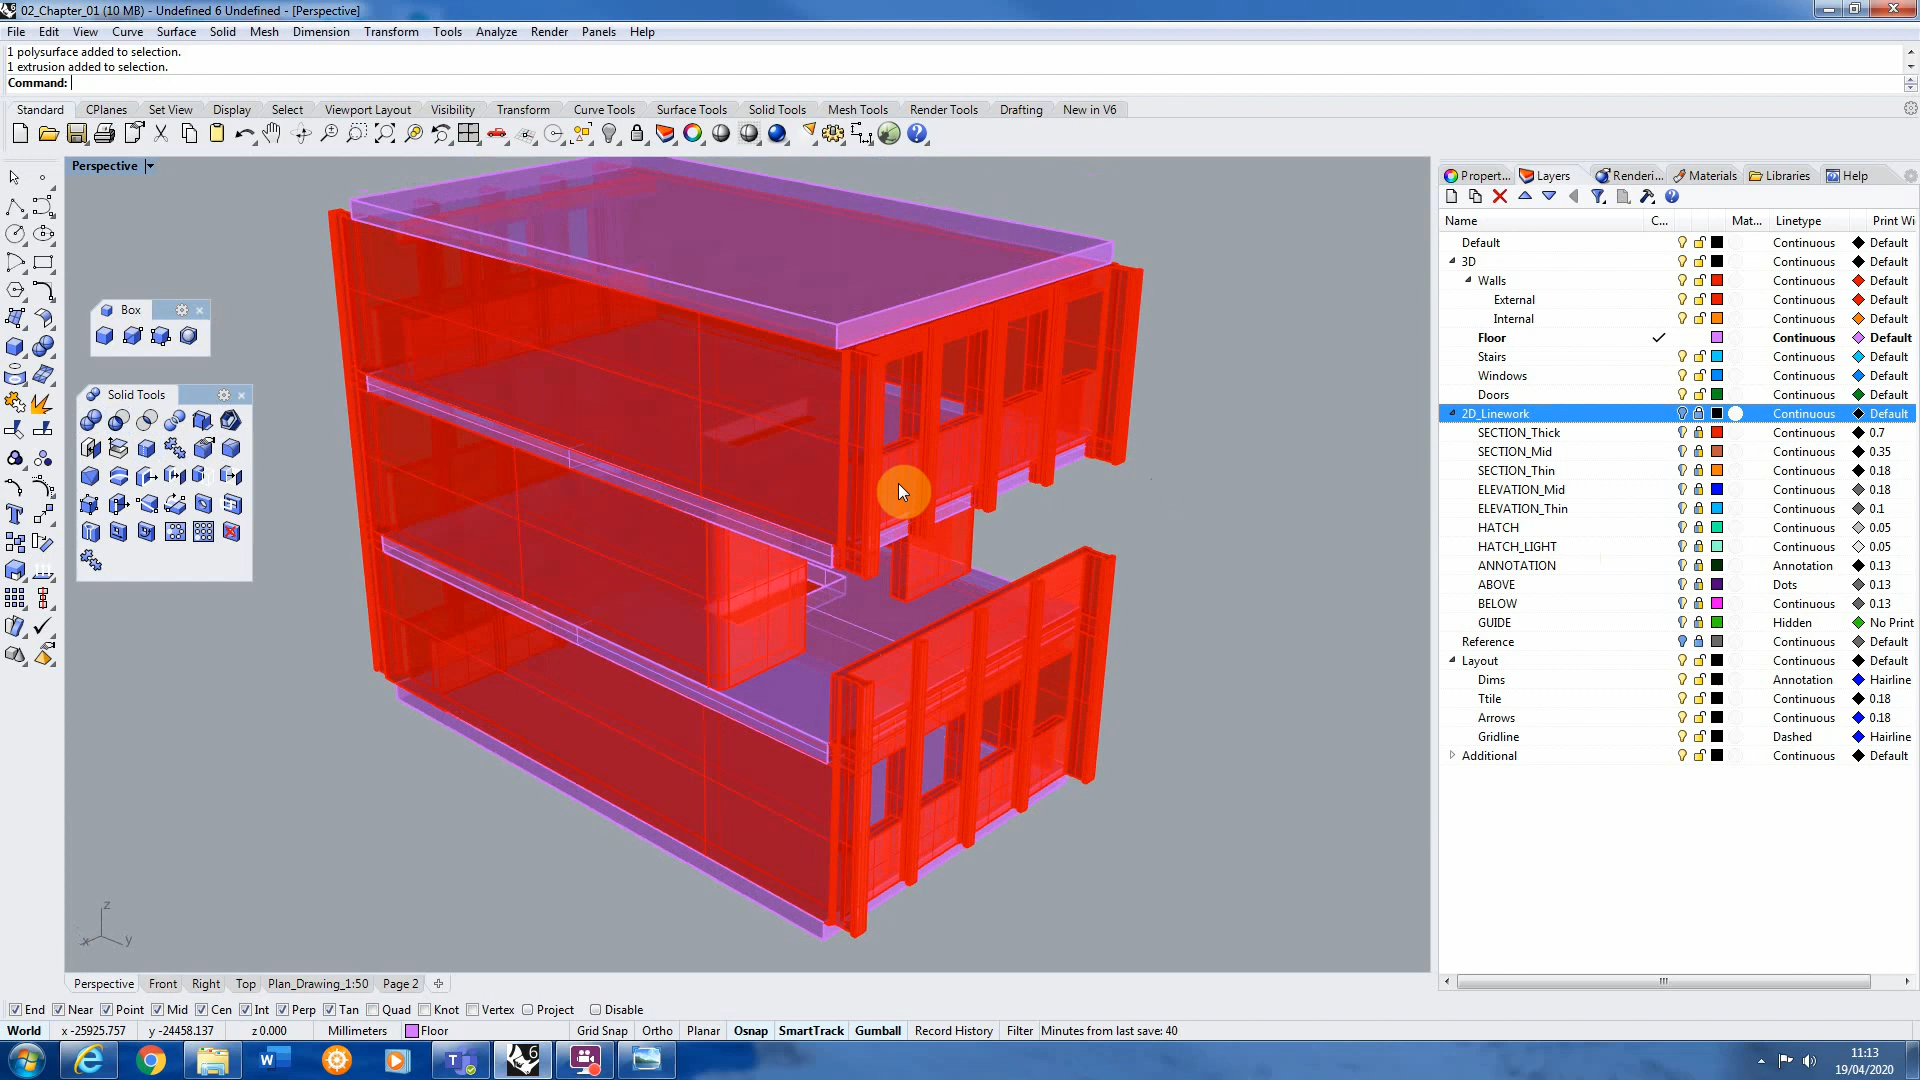 02_Chapter_01 (10 MB) - Undefined 6 Undefined - [Perspective]
File Edit View Curve Surface Solid Mesh Dimension Transform Tools Analyze Render Panels Help
1 polysurface added to selection.
1 extrusion added to selection.
Command:
Standard CPlanes Set View Display Select Viewport Layout Visibility Transform Curve Tools Surface Tools Solid Tools Mesh Tools Render Tools Drafting New in V6
Perspective
Propert... Layers Renderi... Materials Libraries Help
Name C... Mat... Linetype Print Wi
Default Continuous Default
3D Continuous Default
Walls Continuous Default
External Continuous Default
Internal Continuous Default
Floor Continuous Default
Stairs Continuous Default
Windows Continuous Default
Doors Continuous Default
2D_Linework Continuous Default
SECTION_Thick Continuous 0.7
SECTION_Mid Continuous 0.35
SECTION_Thin Continuous 0.18
ELEVATION_Mid Continuous 0.18
ELEVATION_Thin Continuous 0.1
HATCH Continuous 0.05
HATCH_LIGHT Continuous 0.05
ANNOTATION Annotation 0.13
ABOVE Dots 0.13
BELOW Continuous 0.13
GUIDE Hidden No Print
Reference Continuous Default
Layout Continuous Default
Dims Annotation Hairline
Ttile Continuous 0.18
Arrows Continuous 0.18
Gridline Dashed Hairline
Additional Continuous Default
Box
Solid Tools
z
x y
Perspective Front Right Top Plan_Drawing_1:50 Page 2
End Near Point Mid Cen Int Perp Tan Quad Knot Vertex Project Disable
World x -25925.757 y -24458.137 z 0.000 Millimeters Floor Grid Snap Ortho Planar Osnap SmartTrack Gumball Record History Filter Minutes from last save: 40
11:13
19/04/2020